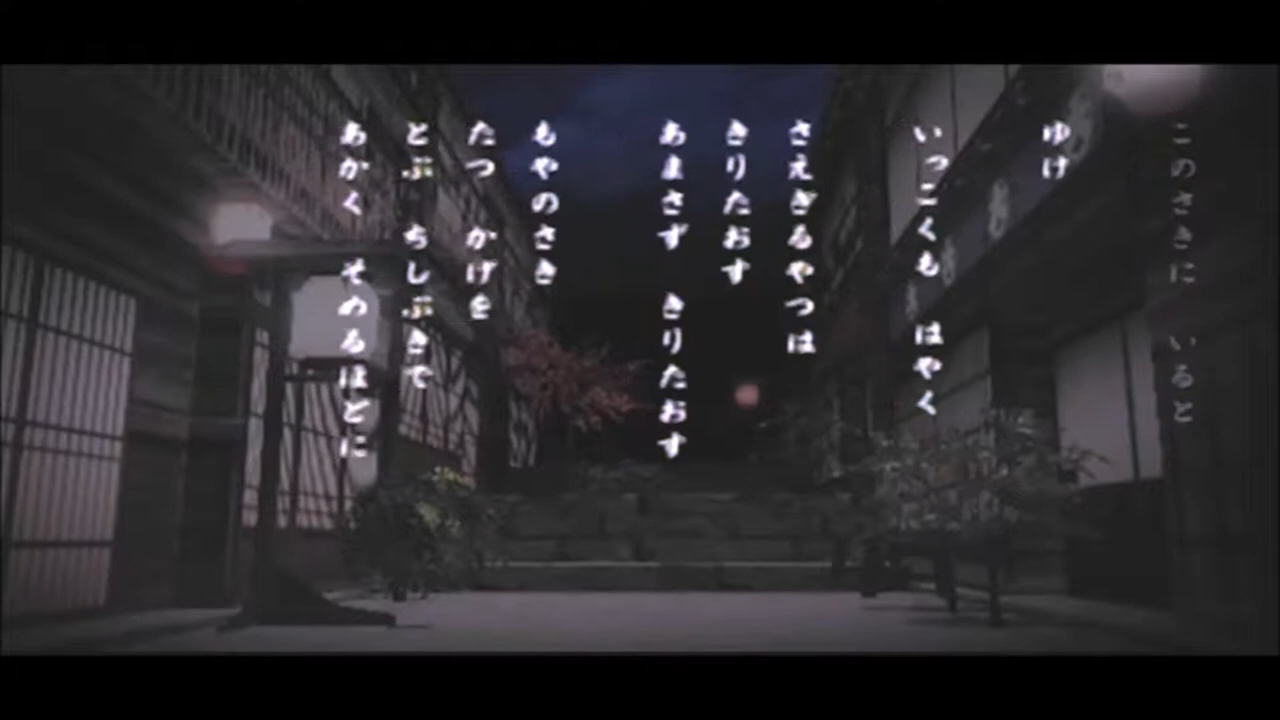 このさきに　いると
ゆけ
いっこくも　はやく
さえぎるやつは
きりたおす
あまさず　きりたおす
もやのさき
たつ　かげを
とぶ　ちしぶきで
あかく　そめるほどに